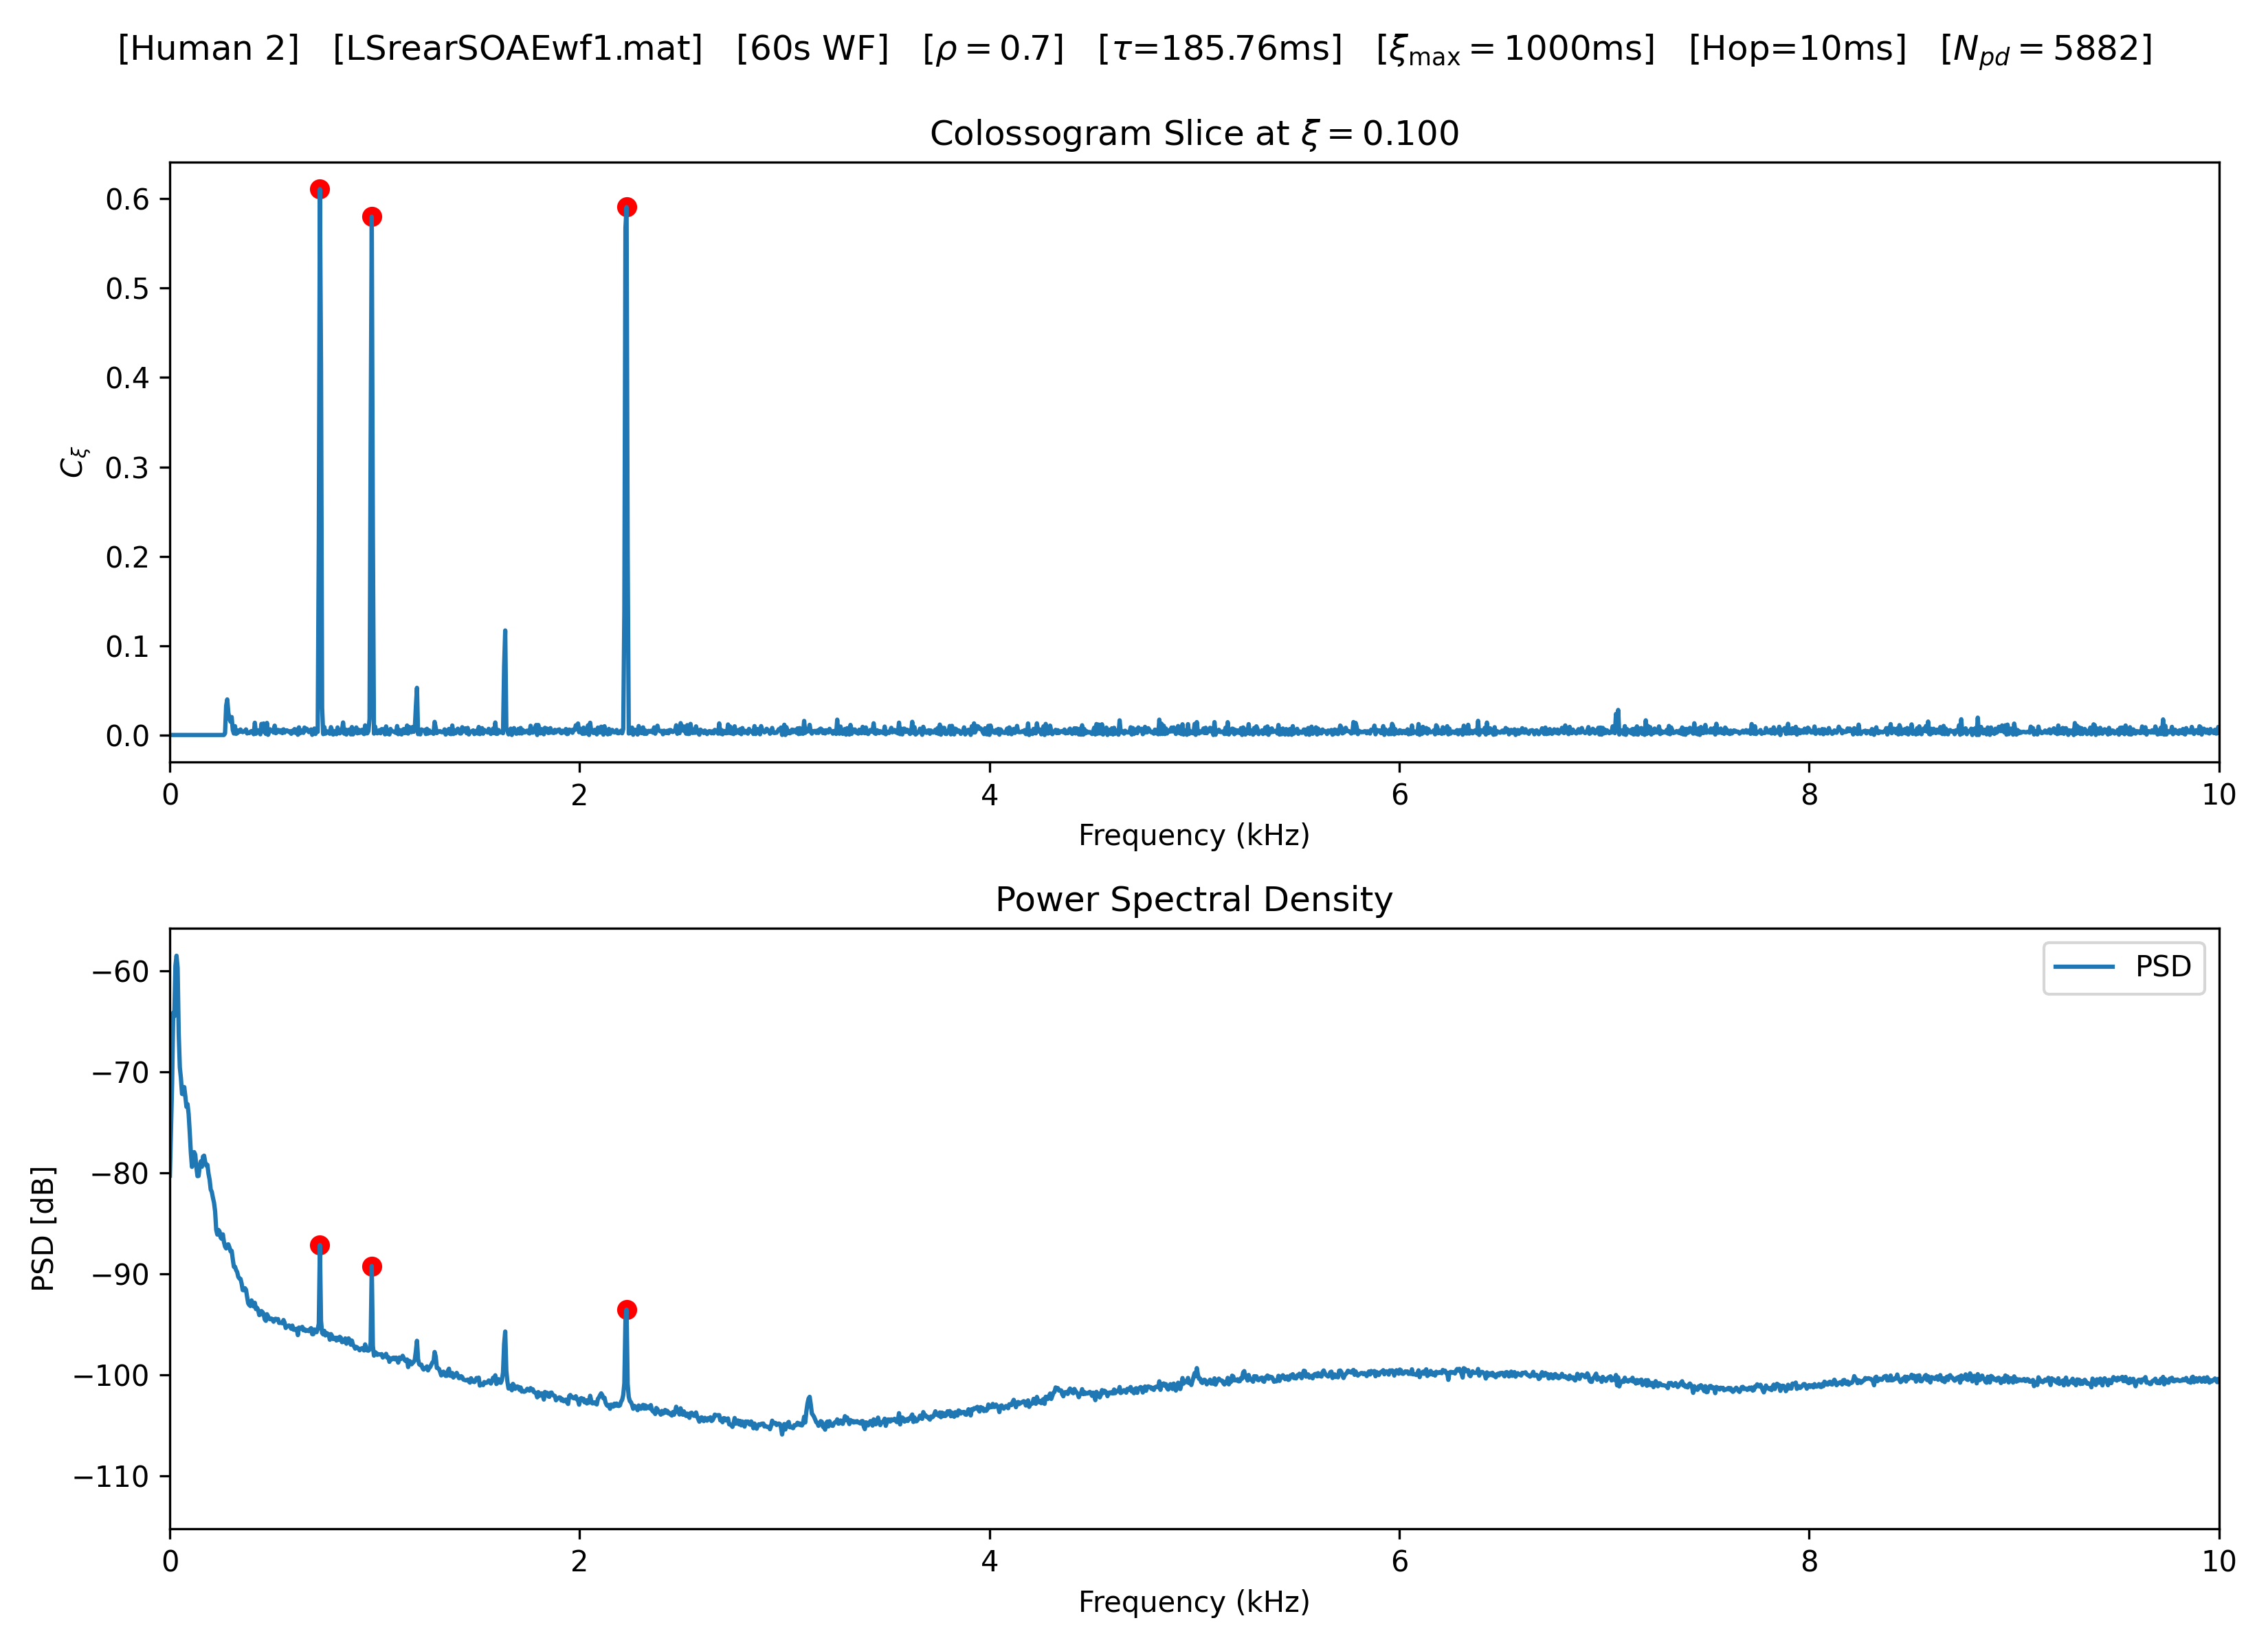 [Human 2] [LSrearSOAEwf1.mat] [60s WF] [ρ = 0.7] [τ=185.76ms] [ξmax = 1000ms] [Hop=10ms] [Npd = 5882]
Colossogram Slice at ξ = 0.100
0.6
0.5
0.4
0.3
0.2
0.1
0.0
Cξ
0 2 4 6 8 10
Frequency (kHz)
Power Spectral Density
PSD
−60
−70
−80
−90
−100
−110
PSD [dB]
0 2 4 6 8 10
Frequency (kHz)